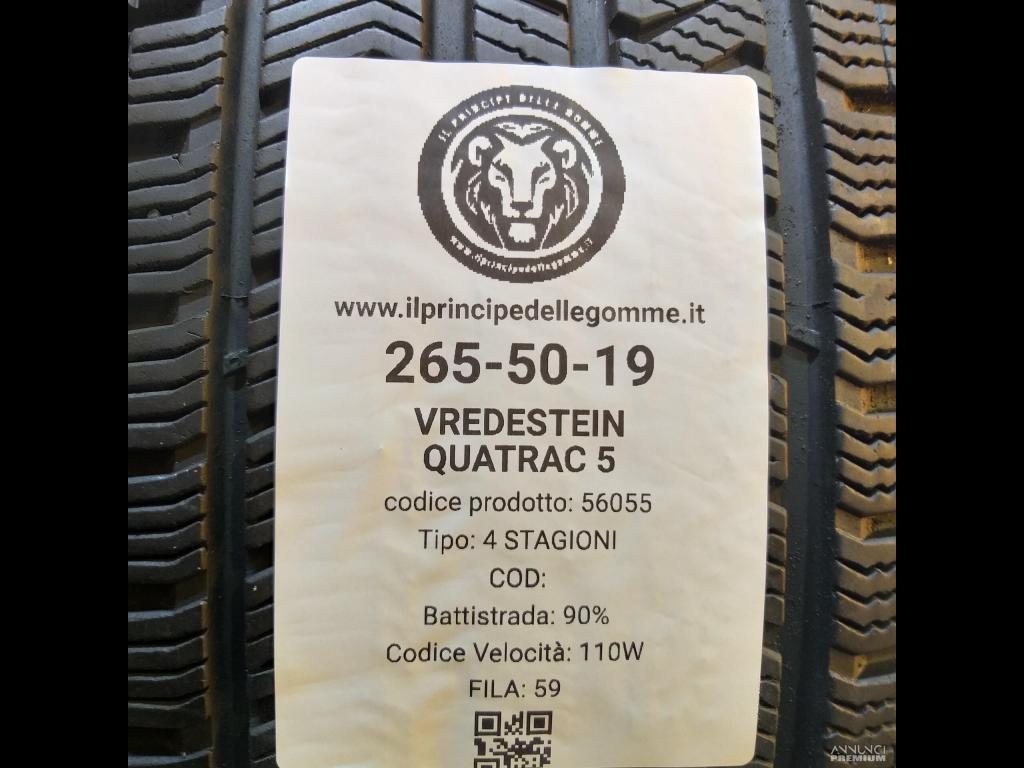 IL PRINCIPE DELLE GOMME
www.ilprincipedellegomme.it
www.ilprincipedellegomme.it
265-50-19
VREDESTEIN
QUATRAC 5
codice prodotto: 56055
Tipo: 4 STAGIONI
COD:
Battistrada: 90%
Codice Velocità: 110W
FILA: 59
ANNUNCI
PREMIUM